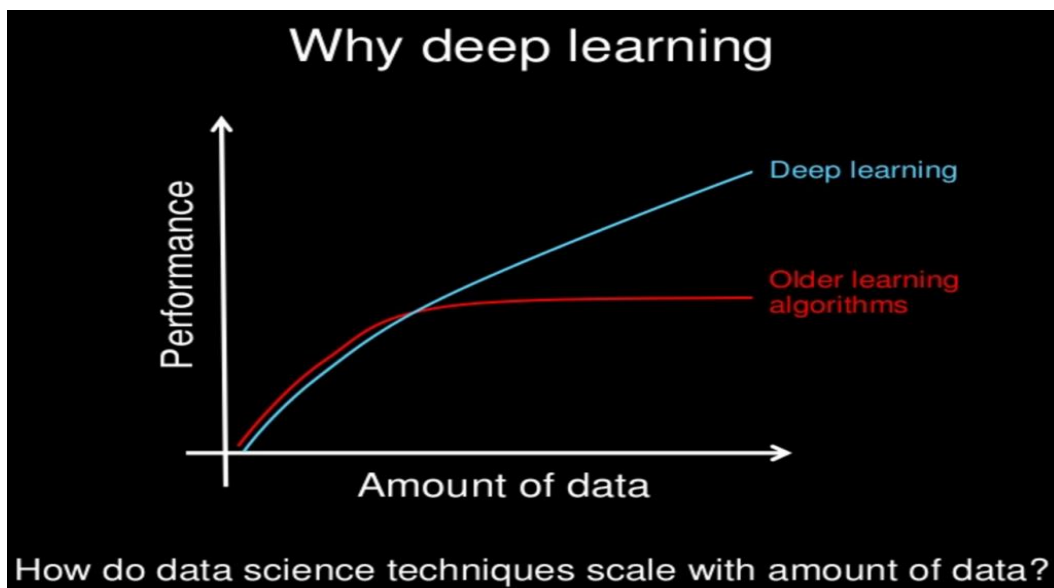 Why deep learning
Performance
Deep learning
Older learning
algorithms
Amount of data
How do data science techniques scale with amount of data?